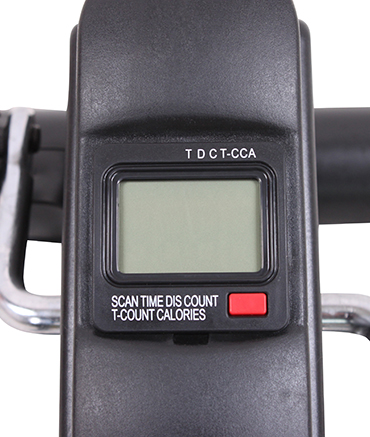 T D C T-CCA
SCAN TIME DIS COUNT
T-COUNT CALORIES